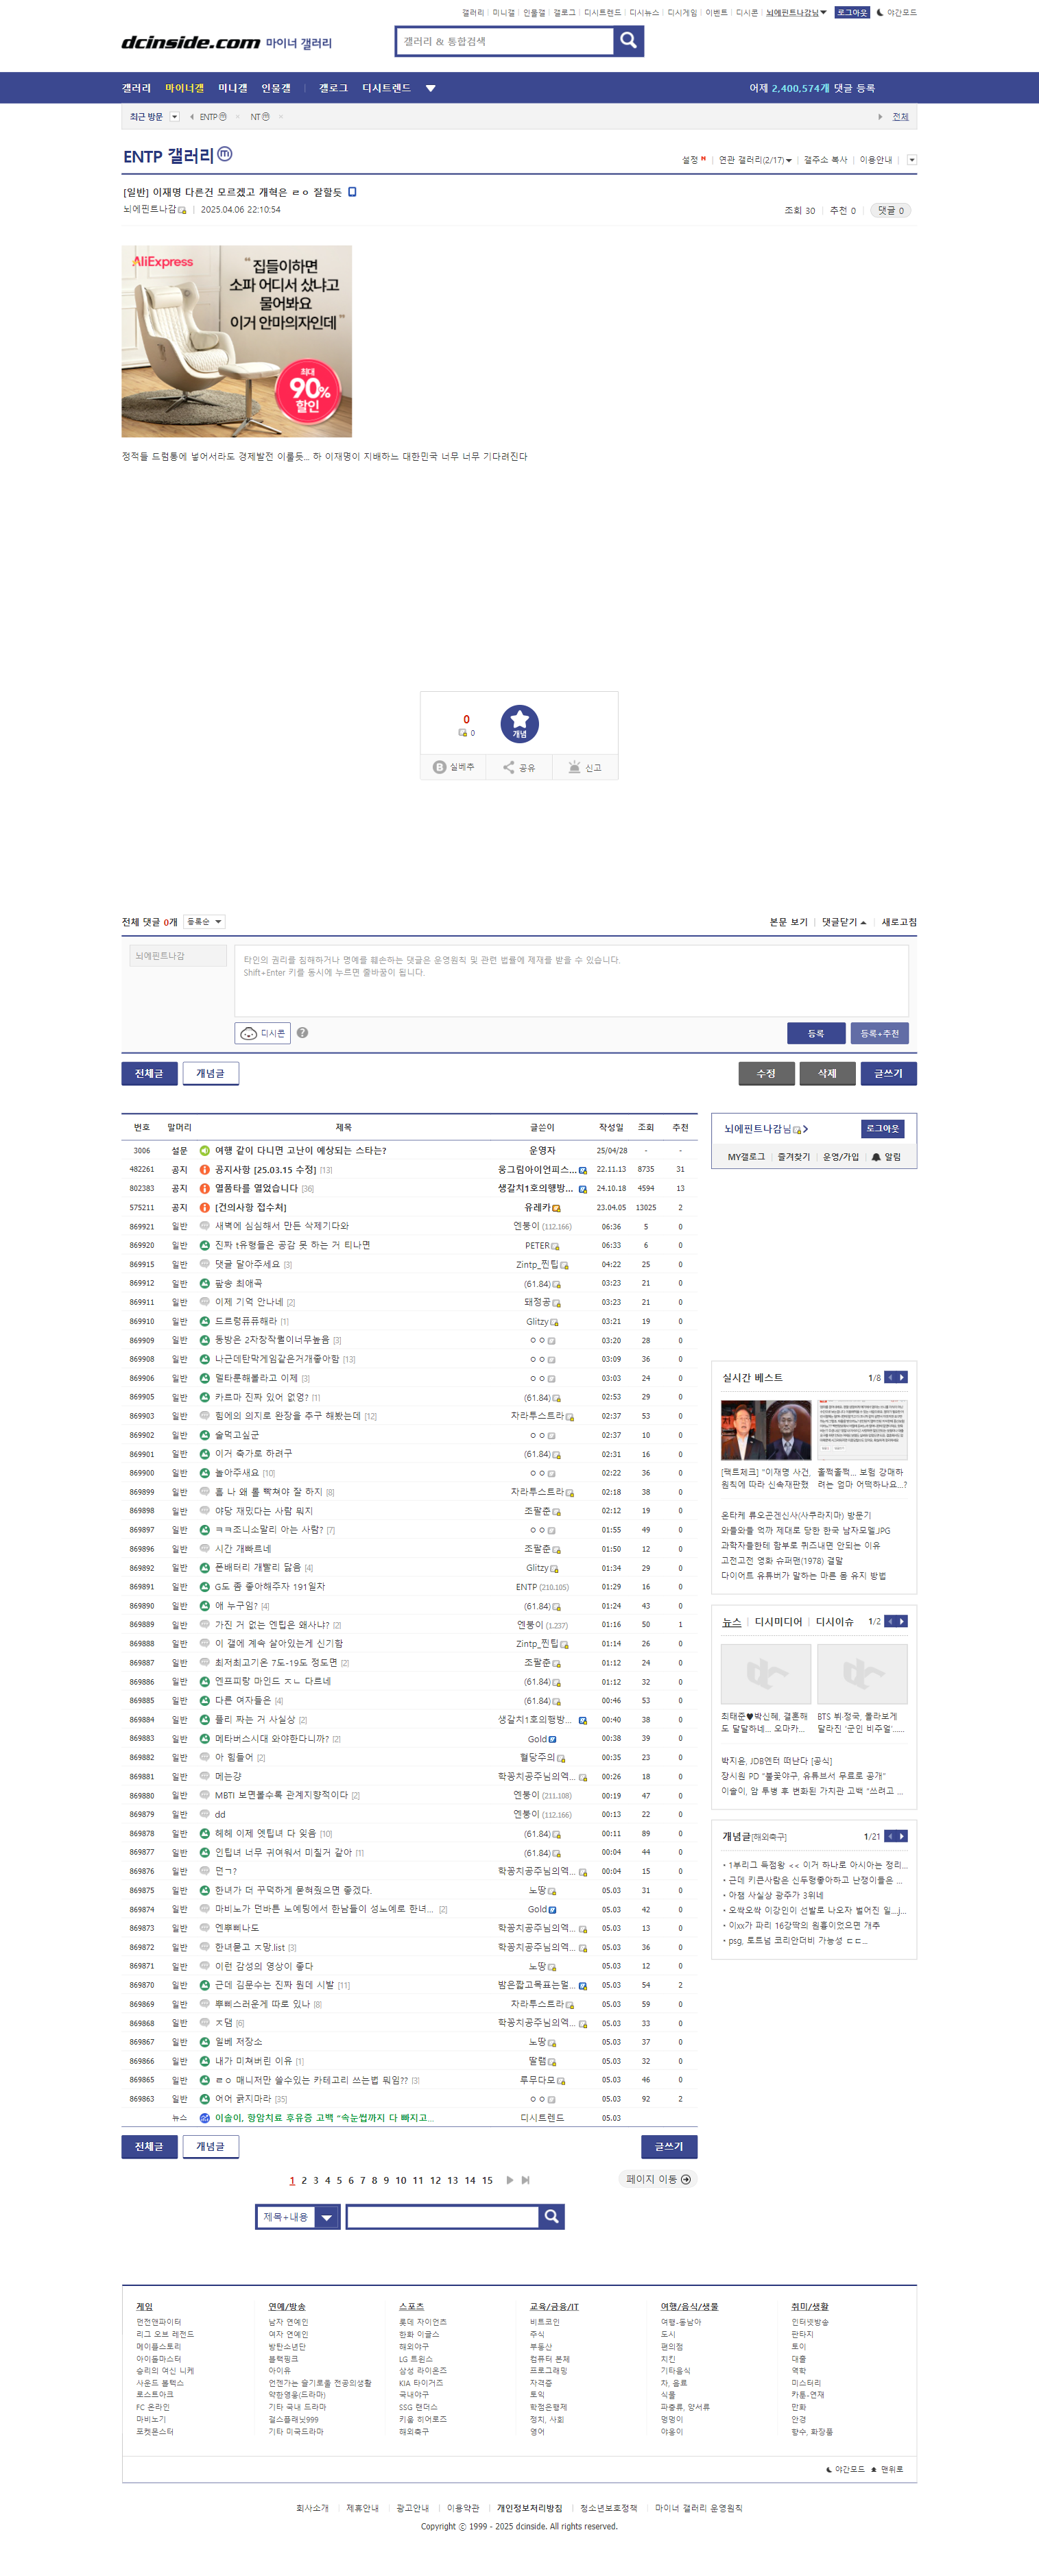 갤러리 미니갤 인물갤 갤로그 디시트렌드 디시뉴스 디시게임 이벤트 디시콘 뇌에핀트나감님 로그아웃 야간모드
dcinside.com 마이너 갤러리
갤러리 & 통합검색
갤러리 마이너갤 미니갤 인물갤 갤로그 디시트렌드
어제 2,400,574개 댓글 등록
최근 방문 ENTP ⓜ × NT ⓜ × 전체
ENTP 갤러리 ⓜ
설정 연관 갤러리(2/17) 갤주소 복사 이용안내
[일반] 이재명 다른건 모르겠고 개혁은 ㄹㅇ 잘할듯
뇌에핀트나감 2025.04.06 22:10:54
조회 30 추천 0 댓글 0
AliExpress
"집들이하면
소파 어디서 샀냐고
물어봐요
이거 안마의자인데"
최대
90%
할인
정적들 드럼통에 넣어서라도 경제발전 이룰듯... 하 이재명이 지배하느 대한민국 너무 너무 기다려진다
0
0
개념
실베추 공유 신고
전체 댓글 0개 등록순
본문 보기 댓글닫기 새로고침
뇌에핀트나감
타인의 권리를 침해하거나 명예를 훼손하는 댓글은 운영원칙 및 관련 법률에 제재를 받을 수 있습니다.
Shift+Enter 키를 동시에 누르면 줄바꿈이 됩니다.
디시콘 ?
등록 등록+추천
전체글 개념글
수정 삭제 글쓰기
번호 말머리 제목 글쓴이 작성일 조회 추천
3006 설문 여행 같이 다니면 고난이 예상되는 스타는? 운영자 25/04/28 - -
482261 공지 공지사항 [25.03.15 수정] [13] 웅그림아이언피스... 22.11.13 8735 31
802383 공지 열품타를 열었습니다 [36] 생갈치1호의행방... 24.10.18 4594 13
575211 공지 [건의사항 접수처] 유레카 23.04.05 13025 2
869921 일반 새벽에 심심해서 만든 삭제기다와 엔붕이 (112.166) 06:36 5 0
869920 일반 진짜 t유형들은 공감 못 하는 거 티나면 PETER 06:33 6 0
869915 일반 댓글 달아주세요 [3] Zintp_찐팁 04:22 25 0
869912 일반 팝송 최애곡 (61.84) 03:23 21 0
869911 일반 이제 기억 안나네 [2] 돼정공 03:23 21 0
869910 일반 드르렁퓨퓨해라 [1] Glitzy 03:21 19 0
869909 일반 동방은 2자창작퀄이너무높음 [3] ㅇㅇ 03:20 28 0
869908 일반 나근데탄막게임같은거개좋아함 [13] ㅇㅇ 03:09 36 0
869906 일반 델타룬해볼라고 이제 [3] ㅇㅇ 03:03 24 0
869905 일반 카르마 진짜 있어 없엉? [1] (61.84) 02:53 29 0
869903 일반 힘에의 의지로 완장을 추구 해봤는데 [12] 자라투스트라 02:37 53 0
869902 일반 술먹고싶군 ㅇㅇ 02:37 10 0
869901 일반 이거 축가로 하려구 (61.84) 02:31 16 0
869900 일반 놀아주새요 [10] ㅇㅇ 02:22 36 0
869899 일반 흠 나 왜 롤 빡쳐야 잘 하지 [8] 자라투스트라 02:18 38 0
869898 일반 야당 재밌다는 사람 뭐지 조팔춘 02:12 19 0
869897 일반 ㅋㅋ조니소말리 아는 사람? [7] ㅇㅇ 01:55 49 0
869896 일반 시간 개빠르네 조팔춘 01:50 12 0
869892 일반 폰배터리 개빨리 닳음 [4] Glitzy 01:34 29 0
869891 일반 G도 좀 좋아해주자 191일자 ENTP (210.105) 01:29 16 0
869890 일반 얘 누구임? [4] (61.84) 01:24 43 0
869889 일반 가진 거 없는 엔팁은 왜사냐? [2] 엔붕이 (1.237) 01:16 50 1
869888 일반 이 갤에 계속 살아있는게 신기함 Zintp_찐팁 01:14 26 0
869887 일반 최저최고기온 7도-19도 정도면 [2] 조팔춘 01:12 24 0
869886 일반 엔프피랑 마인드 ㅈㄴ 다르네 (61.84) 01:12 32 0
869885 일반 다른 여자들은 [4] (61.84) 00:46 53 0
869884 일반 플리 짜는 거 사실상 [2] 생갈치1호의행방... 00:40 38 0
869883 일반 메타버스시대 와야한다니까? [2] Gold 00:38 39 0
869882 일반 아 힘들어 [2] 혈당주의 00:35 23 0
869881 일반 메는걍 학꽁치공주님의역... 00:26 18 0
869880 일반 MBTI 보면볼수록 관계지향적이다 [2] 엔붕이 (211.108) 00:19 47 0
869879 일반 dd 엔붕이 (112.166) 00:13 22 0
869878 일반 헤헤 이제 옛팁녀 다 잊음 [10] (61.84) 00:11 89 0
869877 일반 인팁녀 너무 귀여워서 미칠거 같아 [1] (61.84) 00:04 44 0
869876 일반 던ㄱ? 학꽁치공주님의역... 00:04 15 0
869875 일반 한녀가 더 꾸덕하게 묻혀줬으면 좋겠다. 노땅 05.03 31 0
869874 일반 마비노가 던바튼 노예팅에서 한남들이 성노예로 한녀... [2] Gold 05.03 42 0
869873 일반 엔뿌삐나도 학꽁치공주님의역... 05.03 13 0
869872 일반 한녀묻고 ㅈ망.list [3] 학꽁치공주님의역... 05.03 36 0
869871 일반 이런 감성의 영상이 좋다 노땅 05.03 12 0
869870 일반 근데 김문수는 진짜 뭔데 시발 [11] 밤은짧고목표는멀... 05.03 54 2
869869 일반 뿌삐스러운게 따로 있나 [8] 자라투스트라 05.03 59 0
869868 일반 ㅈ댐 [6] 학꽁치공주님의역... 05.03 33 0
869867 일반 일베 저장소 노땅 05.03 37 0
869866 일반 내가 미쳐버린 이유 [1] 딸램 05.03 32 0
869865 일반 ㄹㅇ 매니저만 쓸수있는 카테고리 쓰는법 뭐임?? [3] 루무다모 05.03 46 0
869863 일반 어어 긁지마라 [35] ㅇㅇ 05.03 92 2
뉴스 이솔이, 항암치료 후유증 고백 "속눈썹까지 다 빠지고... 디시트렌드 05.03
전체글 개념글 글쓰기
1 2 3 4 5 6 7 8 9 10 11 12 13 14 15
페이지 이동
제목+내용
뇌에핀트나감님 로그아웃
MY갤로그 즐겨찾기 운영/가입 알림
실시간 베스트 1/8
[팩트체크] "이재명 사건, 원칙에 따라 신속재판했
훌쩍훌쩍... 보험 강매하려는 엄마 어떡하나요...?
온타케 류오곤겐신사(사쿠라지마) 방문기
와들와들 억까 제대로 당한 한국 남자모델.JPG
과학자들한테 함부로 퀴즈내면 안되는 이유
고전고전 영화 슈퍼맨(1978) 결말
다이어트 유튜버가 말하는 마른 몸 유지 방법
뉴스 디시미디어 디시이슈 1/2
최태준♥박신혜, 결혼해도 달달하네... 오마카...
BTS 뷔·정국, 몰라보게 달라진 '군인 비주얼'......
박지윤, JDB엔터 떠난다 [공식]
장시원 PD "불꽃야구, 유튜브서 무료로 공개"
이솔이, 암 투병 후 변화된 가치관 고백 "쓰려고 ...
개념글[해외축구] 1/21
· 1부리그 득점왕 << 이거 하나로 아시아는 정리...
· 근데 키큰사람은 신두형좋아하고 난쟁이들은 ...
· 아챔 사실상 광주가 3위네
· 오싹오싹 이강인이 선발로 나오자 벌어진 일...j...
· 이xx가 파리 16강딱의 원흉이었으면 개추
· psg, 토트넘 코리안더비 가능성 ㄷㄷ...
게임 연예/방송 스포츠 교육/금융/IT 여행/음식/생물 취미/생활
던전앤파이터 남자 연예인 롯데 자이언츠 비트코인 여행-동남아 인터넷방송
리그 오브 레전드 여자 연예인 한화 이글스 주식 도시 판타지
메이플스토리 방탄소년단 해외야구 부동산 편의점 토이
아이돌마스터 블랙핑크 LG 트윈스 컴퓨터 본체 치킨 대출
승리의 여신 니케 아이유 삼성 라이온즈 프로그래밍 기타음식 역학
사운드 볼텍스 언젠가는 슬기로울 전공의생활 KIA 타이거즈 자격증 차, 음료 미스터리
로스트아크 약한영웅(드라마) 국내야구 토익 식물 카툰-연재
FC 온라인 기타 국내 드라마 SSG 랜더스 학점은행제 파충류, 양서류 만화
마비노기 걸스플래닛999 키움 히어로즈 정치, 사회 멍멍이 안경
포켓몬스터 기타 미국드라마 해외축구 영어 야옹이 향수, 화장품
야간모드 맨위로
회사소개 제휴안내 광고안내 이용약관 개인정보처리방침 청소년보호정책 마이너 갤러리 운영원칙
Copyright ⓒ 1999 - 2025 dcinside. All rights reserved.